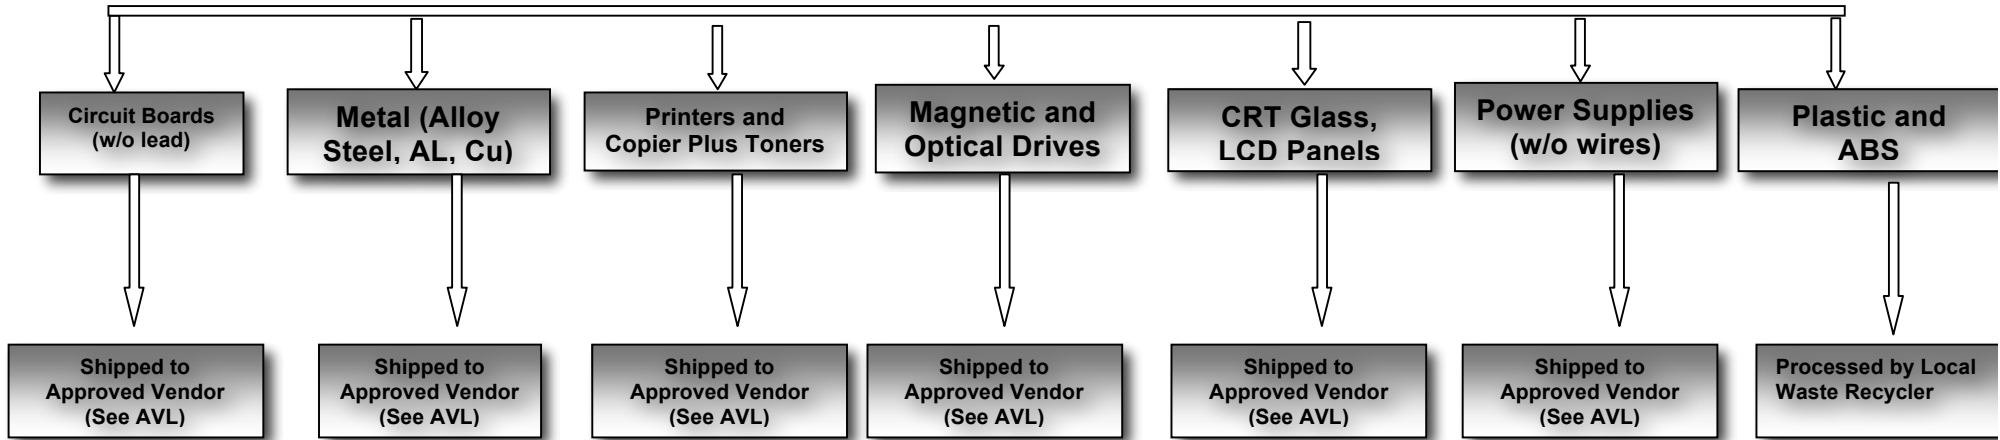 Circuit Boards
(w/o lead)
Metal (Alloy
Steel, AL, Cu)
Printers and
Copier Plus Toners
Magnetic and
Optical Drives
CRT Glass,
LCD Panels
Power Supplies
(w/o wires)
Plastic and
ABS
Shipped to
Approved Vendor
(See AVL)
Shipped to
Approved Vendor
(See AVL)
Shipped to
Approved Vendor
(See AVL)
Shipped to
Approved Vendor
(See AVL)
Shipped to
Approved Vendor
(See AVL)
Shipped to
Approved Vendor
(See AVL)
Processed by Local
Waste Recycler